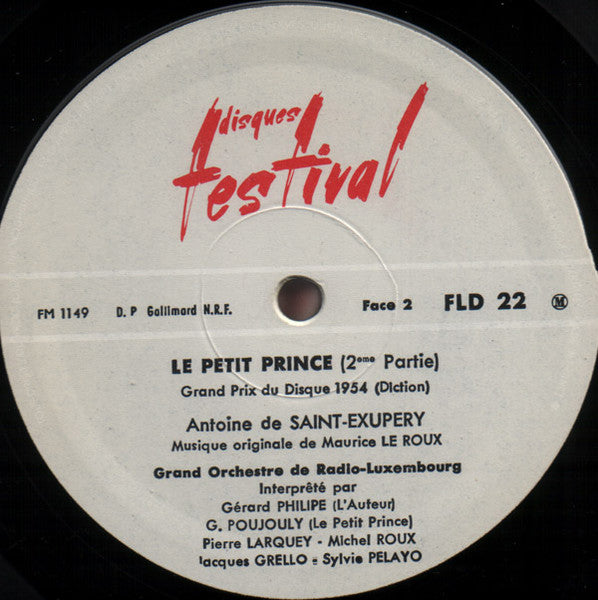 disques
festival
FM 1149 D. P Gallimard N.R.F. Face 2 FLD 22 M
LE PETIT PRINCE (2eme Partie)
Grand Prix du Disque 1954 (Diction)
Antoine de SAINT-EXUPERY
Musique originale de Maurice LE ROUX
Grand Orchestre de Radio-Luxembourg
Interprêté par
Gérard PHILIPE (L'Auteur)
G. POUJOULY (Le Petit Prince)
Pierre LARQUEY - Michel ROUX
Jacques GRELLO - Sylvie PELAYO